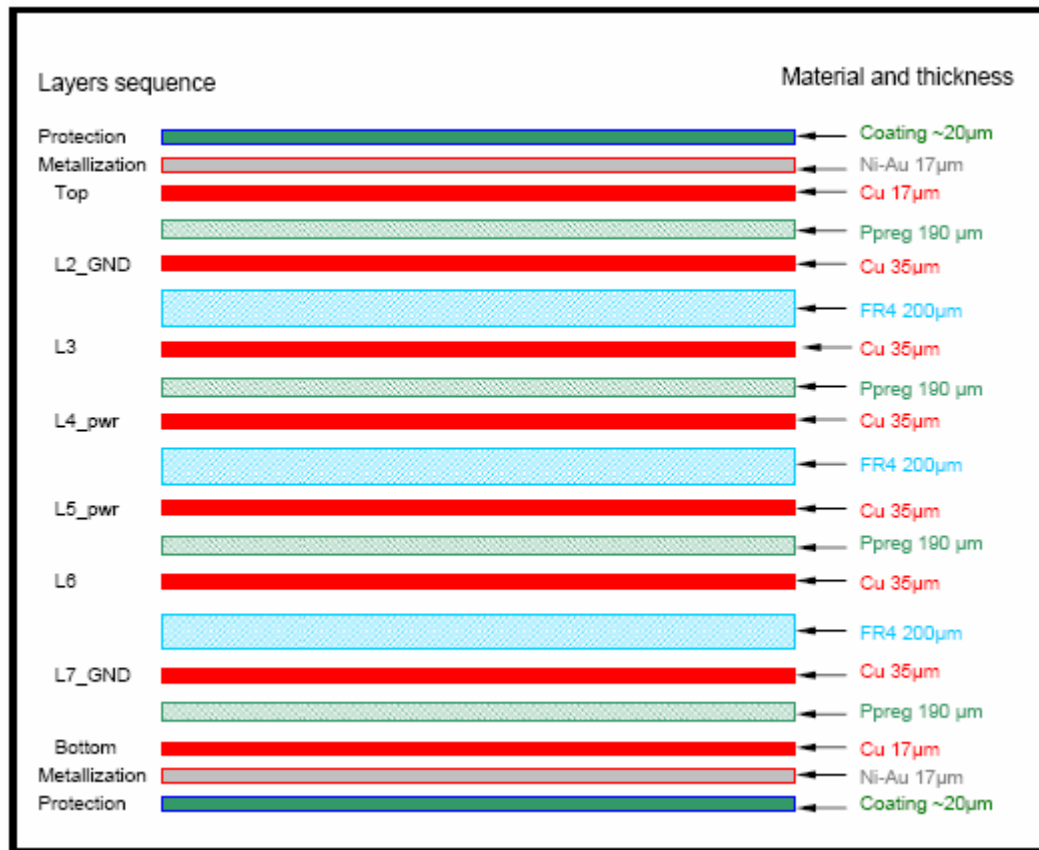 Layers sequence Material and thickness
Protection Coating ~20µm
Metallization Ni-Au 17µm
Top Cu 17µm
Ppreg 190 µm
L2_GND Cu 35µm
FR4 200µm
L3 Cu 35µm
Ppreg 190 µm
L4_pwr Cu 35µm
FR4 200µm
L5_pwr Cu 35µm
Ppreg 190 µm
L6 Cu 35µm
FR4 200µm
L7_GND Cu 35µm
Ppreg 190 µm
Bottom Cu 17µm
Metallization Ni-Au 17µm
Protection Coating ~20µm